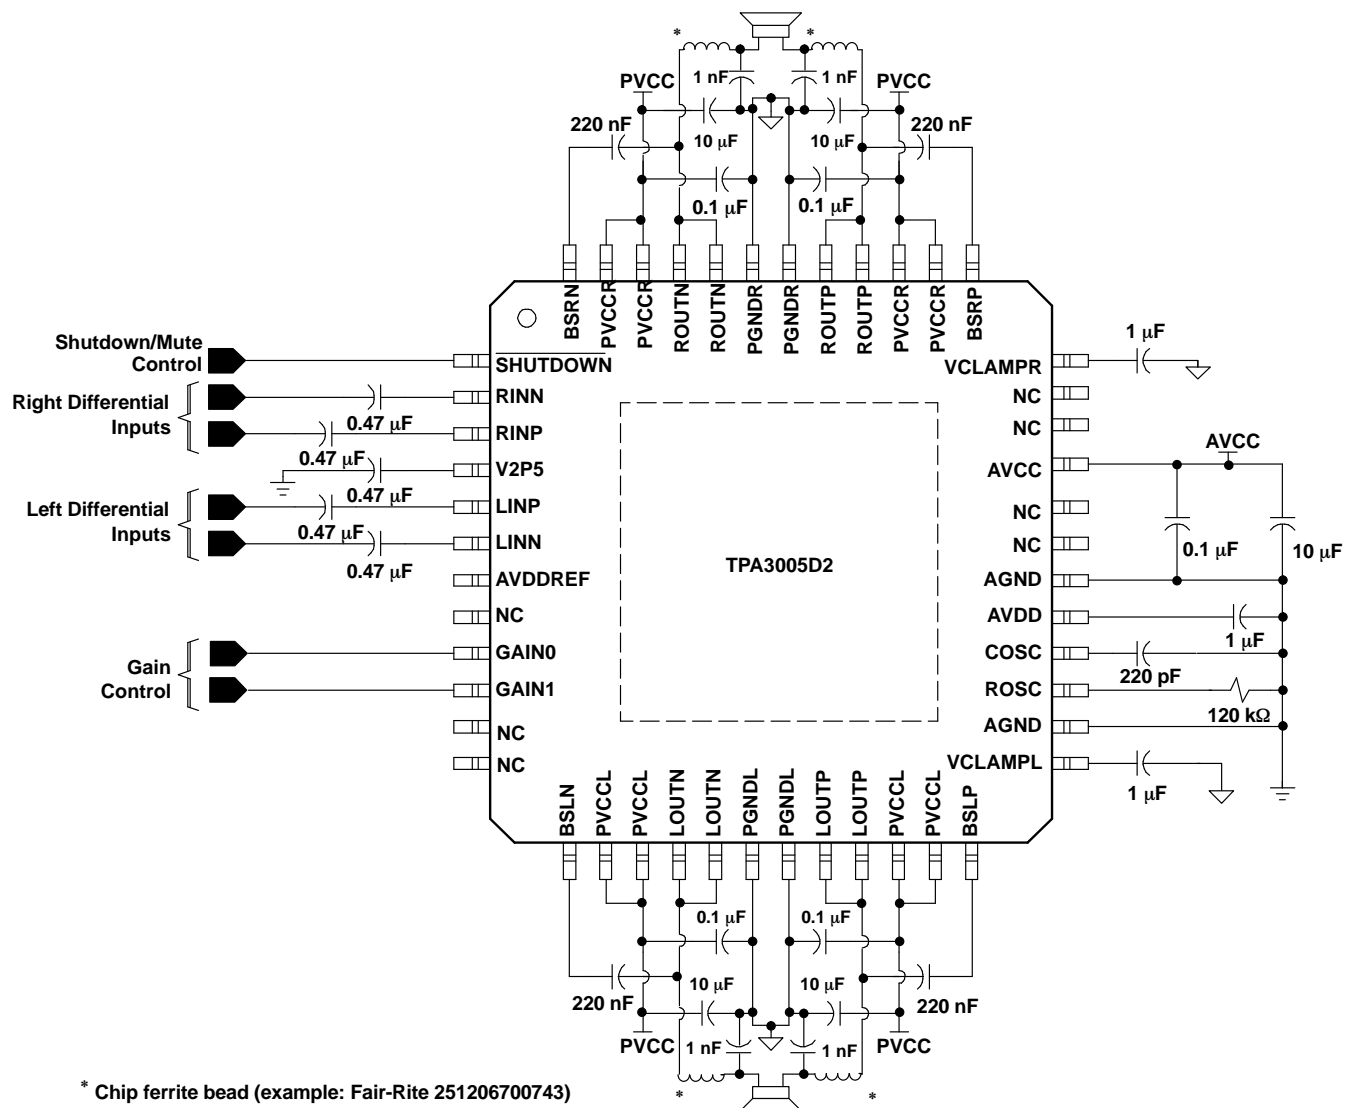 *
*
1 nF
1 nF
PVCC
PVCC
220 nF
10 µF
10 µF
220 nF
0.1 µF
0.1 µF
BSRN
PVCCR
PVCCR
ROUTN
ROUTN
PGNDR
PGNDR
ROUTP
ROUTP
PVCCR
PVCCR
BSRP
Shutdown/Mute
Control
Right Differential
Inputs
Left Differential
Inputs
Gain
Control
0.47 µF
0.47 µF
0.47 µF
0.47 µF
0.47 µF
SHUTDOWN
RINN
RINP
V2P5
LINP
LINN
AVDDREF
NC
GAIN0
GAIN1
NC
NC
TPA3005D2
VCLAMPR
NC
NC
AVCC
NC
NC
AGND
AVDD
COSC
ROSC
AGND
VCLAMPL
1 µF
AVCC
0.1 µF
10 µF
1 µF
220 pF
120 kΩ
1 µF
BSLN
PVCCL
PVCCL
LOUTN
LOUTN
PGNDL
PGNDL
LOUTP
LOUTP
PVCCL
PVCCL
BSLP
0.1 µF
0.1 µF
10 µF
10 µF
220 nF
220 nF
PVCC
1 nF
1 nF
PVCC
*
*
* Chip ferrite bead (example: Fair-Rite 251206700743)